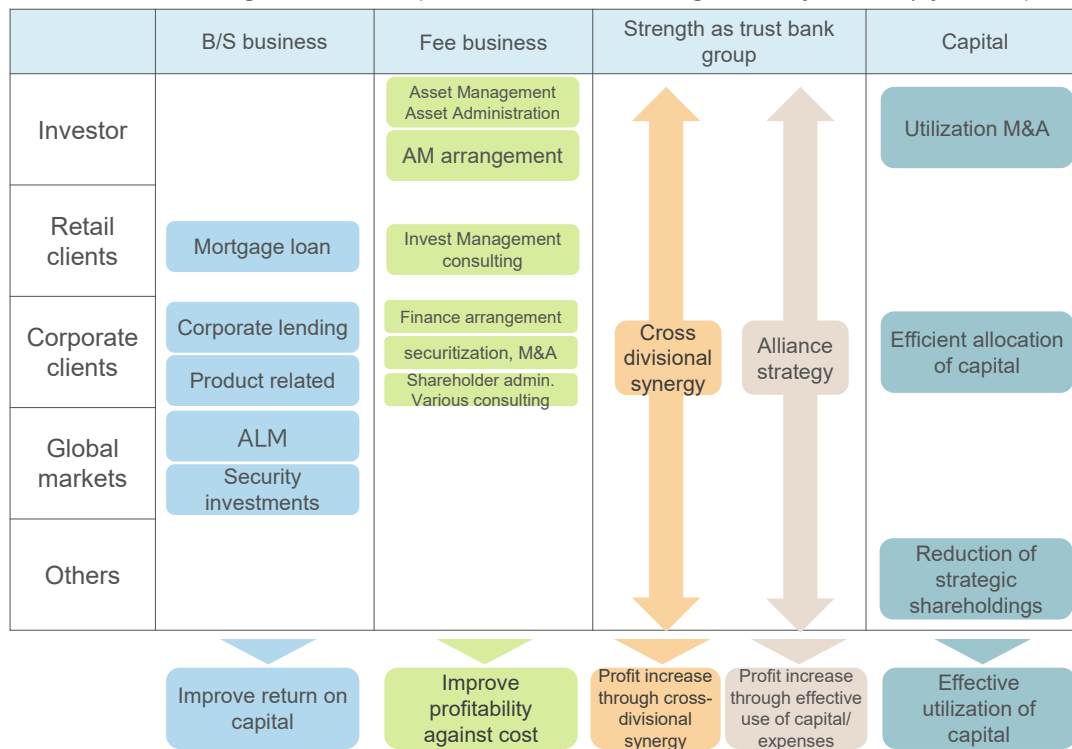 B/S business
Fee business
Strength as trust bank
group
Capital
Investor
Asset Management
Asset Administration
AM arrangement
Utilization M&A
Retail
clients
Mortgage loan
Invest Management
consulting
Corporate
clients
Corporate lending
Product related
Finance arrangement
securitization, M&A
Shareholder admin.
Various consulting
Cross
divisional
synergy
Alliance
strategy
Efficient allocation
of capital
Global
markets
ALM
Security
investments
Others
Reduction of
strategic
shareholdings
Improve return on
capital
Improve
profitability
against cost
Profit increase
through cross-
divisional
synergy
Profit increase
through effective
use of capital/
expenses
Effective
utilization of
capital